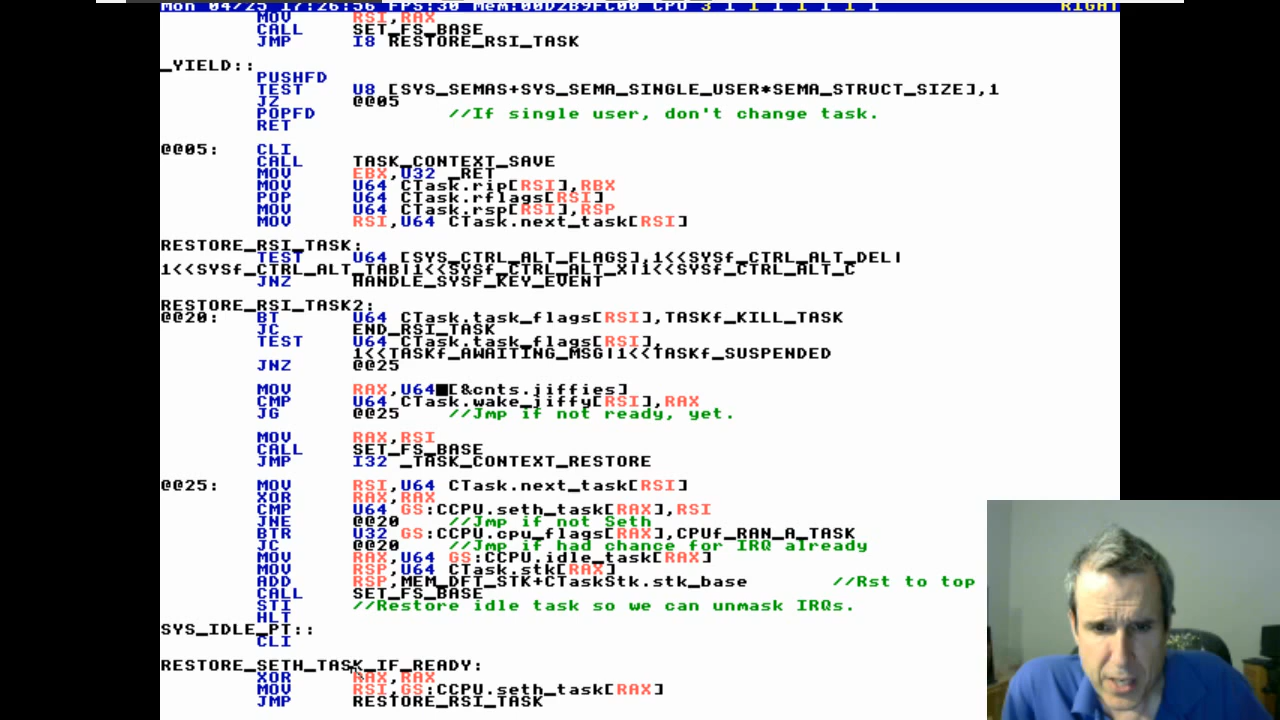 Mon 04/25 17:26:56 FPS:30 Mem:00D2B9FC00 CPU 3 1 1 1 1 1 1 1 RIGHT
MOV RSI,RAX
CALL SET_FS_BASE
JMP I8 RESTORE_RSI_TASK
_YIELD::
PUSHFD
TEST U8 [SYS_SEMAS+SYS_SEMA_SINGLE_USER*SEMA_STRUCT_SIZE],1
JZ @@05
POPFD //If single user, don't change task.
RET
@@05: CLI
CALL TASK_CONTEXT_SAVE
MOV EBX,U32 _RET
MOV U64 CTask.rip[RSI],RBX
POP U64 CTask.rflags[RSI]
MOV U64 CTask.rsp[RSI],RSP
MOV RSI,U64 CTask.next_task[RSI]
RESTORE_RSI_TASK:
TEST U64 [SYS_CTRL_ALT_FLAGS],1<<SYSf_CTRL_ALT_DEL|
1<<SYSf_CTRL_ALT_TAB|1<<SYSf_CTRL_ALT_X|1<<SYSf_CTRL_ALT_C
JNZ HANDLE_SYSF_KEY_EVENT
RESTORE_RSI_TASK2:
@@20: BT U64 CTask.task_flags[RSI],TASKf_KILL_TASK
JC END_RSI_TASK
TEST U64 CTask.task_flags[RSI],
1<<TASKf_AWAITING_MSG|1<<TASKf_SUSPENDED
JNZ @@25
MOV RAX,U64 [&cnts.jiffies]
CMP U64 CTask.wake_jiffy[RSI],RAX
JG @@25 //Jmp if not ready, yet.
MOV RAX,RSI
CALL SET_FS_BASE
JMP I32 _TASK_CONTEXT_RESTORE
@@25: MOV RSI,U64 CTask.next_task[RSI]
XOR RAX,RAX
CMP U64 GS:CCPU.seth_task[RAX],RSI
JNE @@20 //Jmp if not Seth
BTR U32 GS:CCPU.cpu_flags[RAX],CPUf_RAN_A_TASK
JC @@20 //Jmp if had chance for IRQ already
MOV RAX,U64 GS:CCPU.idle_task[RAX]
MOV RSP,U64 CTask.stk[RAX]
ADD RSP,MEM_DFT_STK+CTaskStk.stk_base //Rst to top
CALL SET_FS_BASE
STI //Restore idle task so we can unmask IRQs.
HLT
SYS_IDLE_PT::
CLI
RESTORE_SETH_TASK_IF_READY:
XOR RAX,RAX
MOV RSI,GS:CCPU.seth_task[RAX]
JMP RESTORE_RSI_TASK